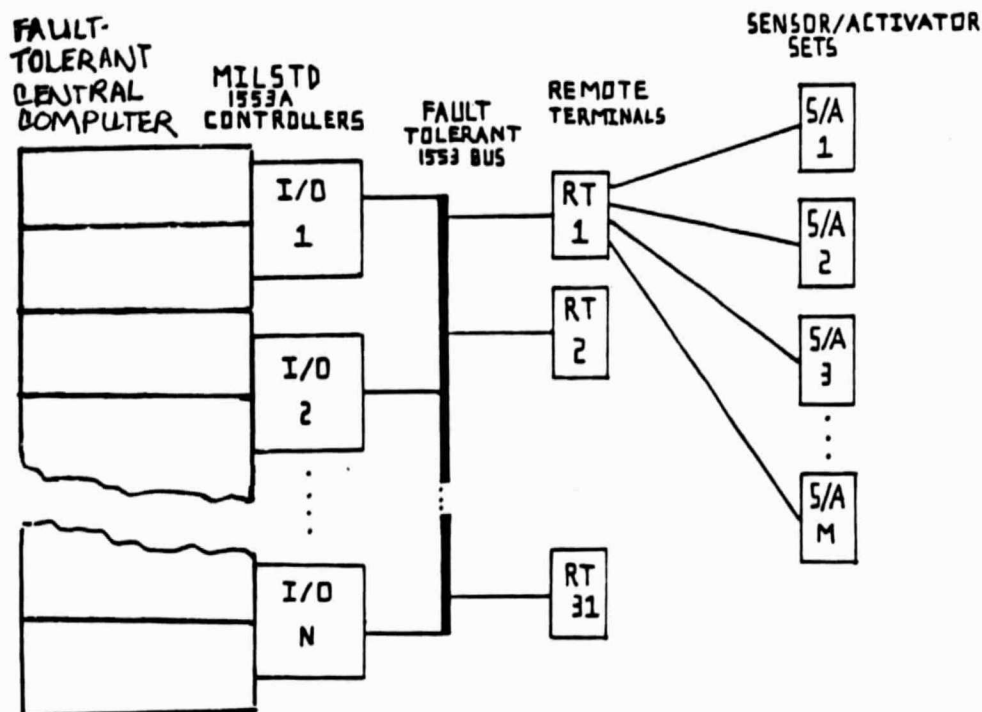 FAULT-
TOLERANT
CENTRAL
COMPUTER
MILSTD
1553A
CONTROLLERS
FAULT
TOLERANT
1553 BUS
REMOTE
TERMINALS
SENSOR/ACTIVATOR
SETS
I/O
1
I/O
2
I/O
N
RT
1
RT
2
RT
31
S/A
1
S/A
2
S/A
3
S/A
M